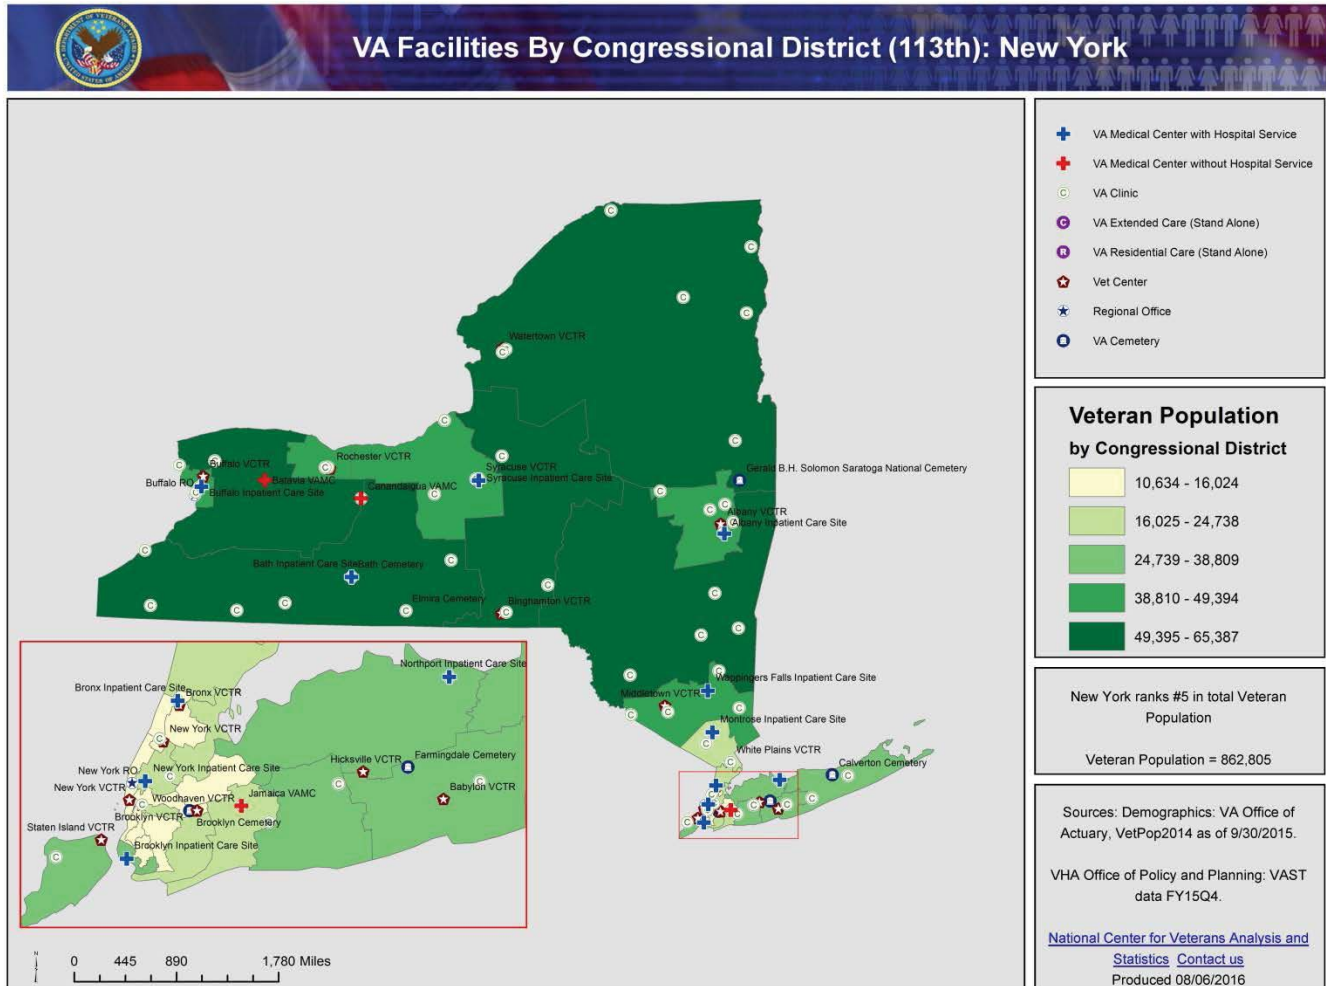 VA Facilities By Congressional District (113th): New York
VA Medical Center with Hospital Service
VA Medical Center without Hospital Service
VA Clinic
VA Extended Care (Stand Alone)
VA Residential Care (Stand Alone)
Vet Center
Regional Office
VA Cemetery
Veteran Population
by Congressional District
10,634 - 16,024
16,025 - 24,738
24,739 - 38,809
38,810 - 49,394
49,395 - 65,387
New York ranks #5 in total Veteran
Population
Veteran Population = 862,805
Sources: Demographics: VA Office of
Actuary, VetPop2014 as of 9/30/2015.
VHA Office of Policy and Planning: VAST
data FY15Q4.
National Center for Veterans Analysis and
Statistics Contact us
Produced 08/06/2016
Watertown VCTR
Rochester VCTR
Buffalo VCTR
Buffalo RO
Batavia VAMC
Buffalo Inpatient Care Site
Canandaigua VAMC
Syracuse VCTR
Syracuse Inpatient Care Site
Gerald B.H. Solomon Saratoga National Cemetery
Albany VCTR
Albany Inpatient Care Site
Bath Inpatient Care Site
Bath Cemetery
Elmira Cemetery
Binghamton VCTR
Wappingers Falls Inpatient Care Site
Middletown VCTR
Montrose Inpatient Care Site
White Plains VCTR
Calverton Cemetery
Northport Inpatient Care Site
Bronx Inpatient Care Site
Bronx VCTR
New York VCTR
New York RO
New York Inpatient Care Site
New York VCTR
Hicksville VCTR
Farmingdale Cemetery
Babylon VCTR
Woodhaven VCTR
Jamaica VAMC
Brooklyn VCTR
Brooklyn Cemetery
Staten Island VCTR
Brooklyn Inpatient Care Site
N
0 445 890 1,780 Miles